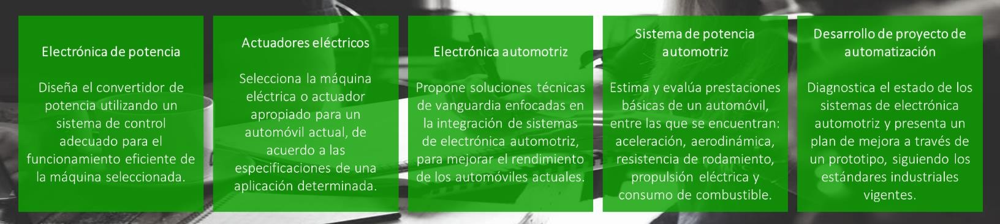 Electrónica de potencia
Diseña el convertidor de
potencia utilizando un
sistema de control
adecuado para el
funcionamiento eficiente de
la máquina seleccionada.
Actuadores eléctricos
Selecciona la máquina
eléctrica o actuador
apropiado para un
automóvil actual, de
acuerdo a las
especificaciones de una
aplicación determinada.
Electrónica automotriz
Propone soluciones técnicas
de vanguardia enfocadas en
la integración de sistemas
de electrónica automotriz,
para mejorar el rendimiento
de los automóviles actuales.
Sistema de potencia
automotriz
Estima y evalúa prestaciones
básicas de un automóvil,
entre las que se encuentran:
aceleración, aerodinámica,
resistencia de rodamiento,
propulsión eléctrica y
consumo de combustible.
Desarrollo de proyecto de
automatización
Diagnostica el estado de los
sistemas de electrónica
automotriz y presenta un
plan de mejora a través de
un prototipo, siguiendo los
estándares industriales
vigentes.